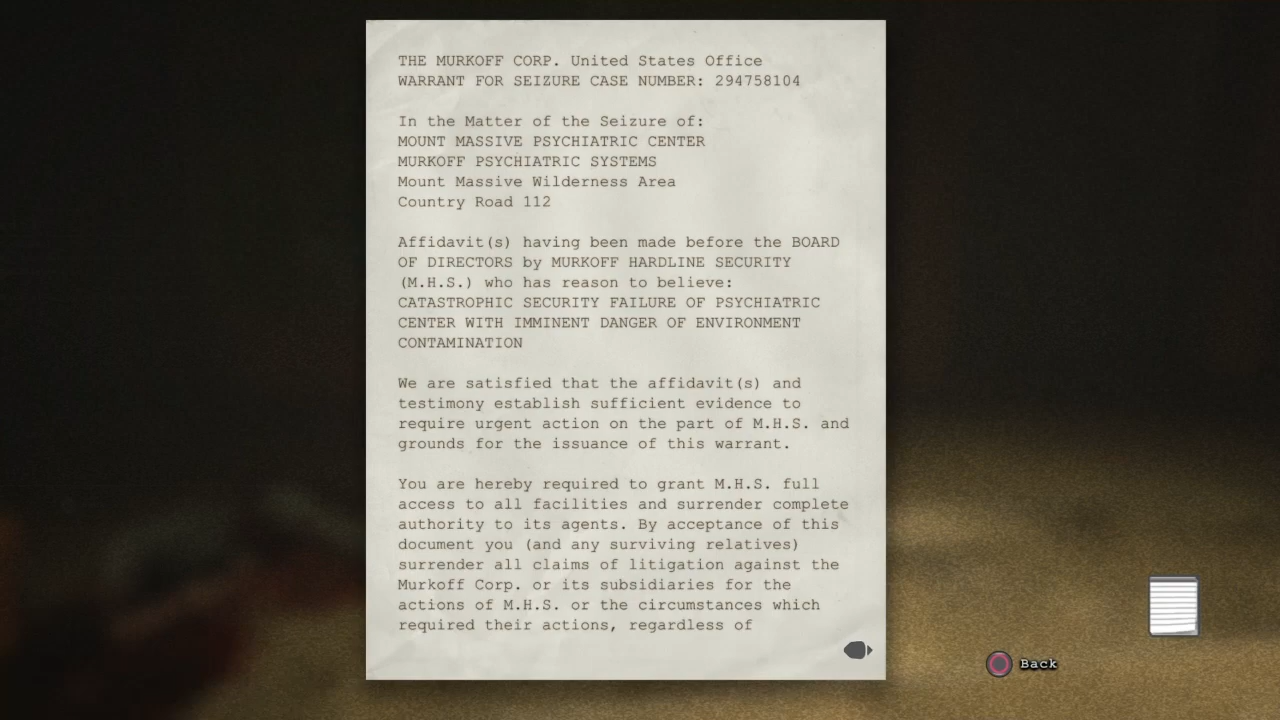 THE MURKOFF CORP. United States Office
WARRANT FOR SEIZURE CASE NUMBER: 294758104
In the Matter of the Seizure of:
MOUNT MASSIVE PSYCHIATRIC CENTER
MURKOFF PSYCHIATRIC SYSTEMS
Mount Massive Wilderness Area
Country Road 112
Affidavit(s) having been made before the BOARD
OF DIRECTORS by MURKOFF HARDLINE SECURITY
(M.H.S.) who has reason to believe:
CATASTROPHIC SECURITY FAILURE OF PSYCHIATRIC
CENTER WITH IMMINENT DANGER OF ENVIRONMENT
CONTAMINATION
We are satisfied that the affidavit(s) and
testimony establish sufficient evidence to
require urgent action on the part of M.H.S. and
grounds for the issuance of this warrant.
You are hereby required to grant M.H.S. full
access to all facilities and surrender complete
authority to its agents. By acceptance of this
document you (and any surviving relatives)
surrender all claims of litigation against the
Murkoff Corp. or its subsidiaries for the
actions of M.H.S. or the circumstances which
required their actions, regardless of
Back